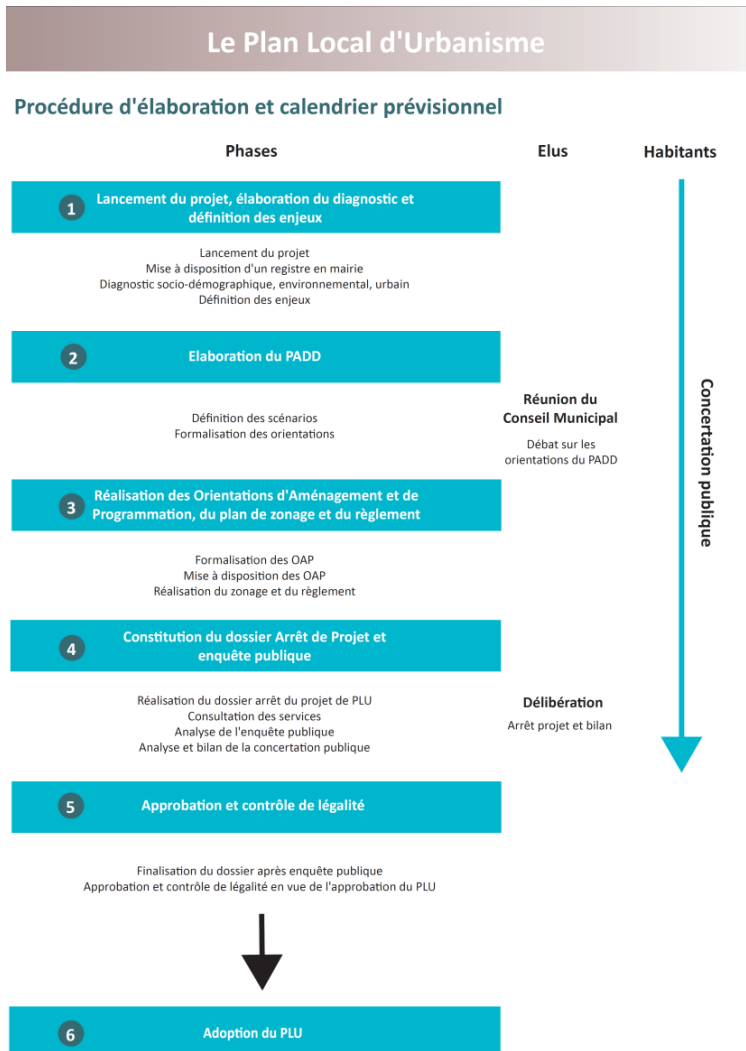 Le Plan Local d'Urbanisme
Procédure d'élaboration et calendrier prévisionnel
Phases
Elus
Habitants
1
Lancement du projet, élaboration du diagnostic et
définition des enjeux
Lancement du projet
Mise à disposition d'un registre en mairie
Diagnostic socio-démographique, environnemental, urbain
Définition des enjeux
2
Elaboration du PADD
Définition des scénarios
Formalisation des orientations
Réunion du
Conseil Municipal
Débat sur les
orientations du PADD
Concertation publique
3
Réalisation des Orientations d'Aménagement et de
Programmation, du plan de zonage et du règlement
Formalisation des OAP
Mise à disposition des OAP
Réalisation du zonage et du règlement
4
Constitution du dossier Arrêt de Projet et
enquête publique
Réalisation du dossier arrêt du projet de PLU
Consultation des services
Analyse de l'enquête publique
Analyse et bilan de la concertation publique
Délibération
Arrêt projet et bilan
5
Approbation et contrôle de légalité
Finalisation du dossier après enquête publique
Approbation et contrôle de légalité en vue de l'approbation du PLU
6
Adoption du PLU